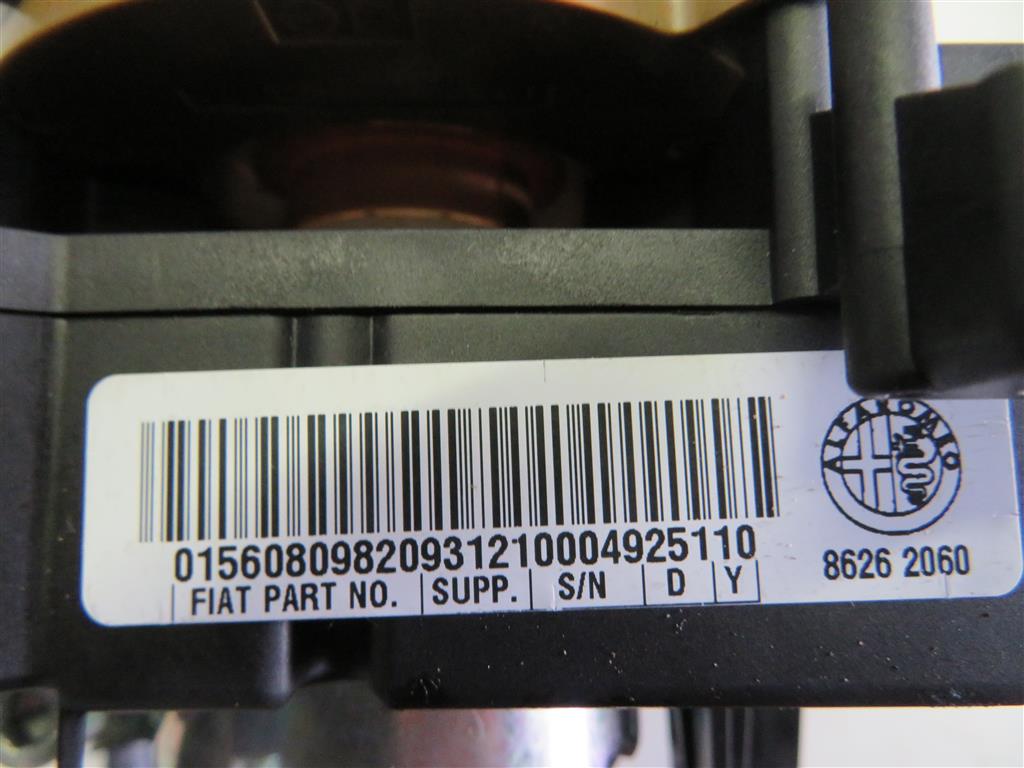 ALFA ROMEO
01560809820931210004925110
FIAT PART NO. SUPP. S/N D Y
8626 2060